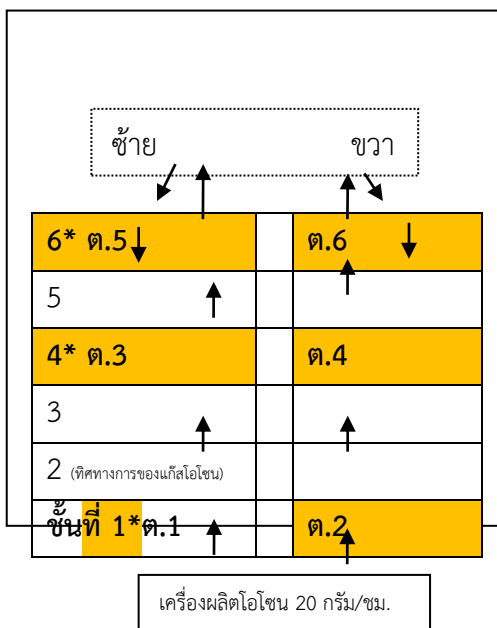 ซ้าย ขวา
6* ต.5 ต.6
5
4* ต.3 ต.4
3
2 (ทิศทางการของแก๊สโอโซน)
ชั้นที่ 1*ต.1 ต.2
เครื่องผลิตโอโซน 20 กรัม/ชม.